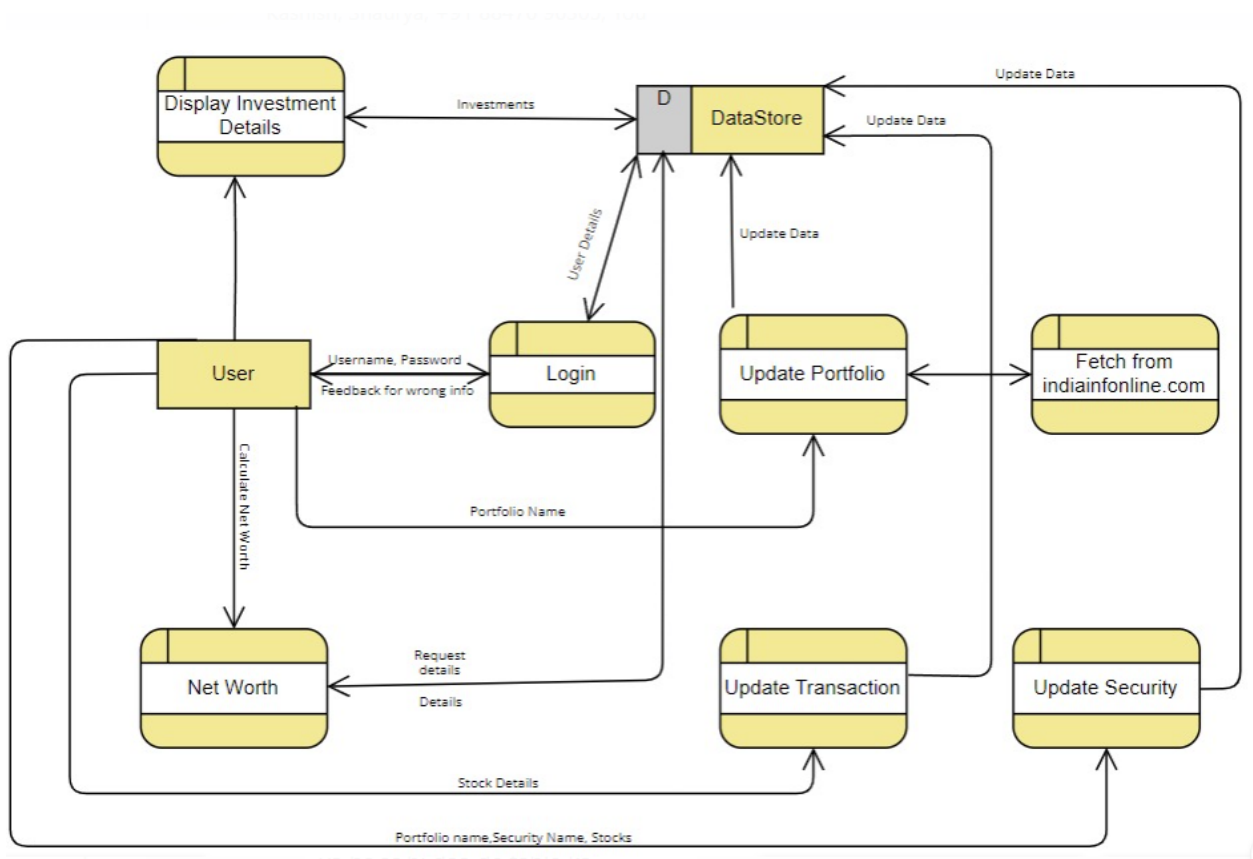 Update Data
D
DataStore
Display Investment
Details
Investments
Update Data
User Details
Update Data
User
Username, Password
Feedback for wrong info
Login
Update Portfolio
Fetch from
indiainfonline.com
Calculate Net Worth
Portfolio Name
Net Worth
Request
details
Details
Update Transaction
Update Security
Stock Details
Portfolio name,Security Name, Stocks